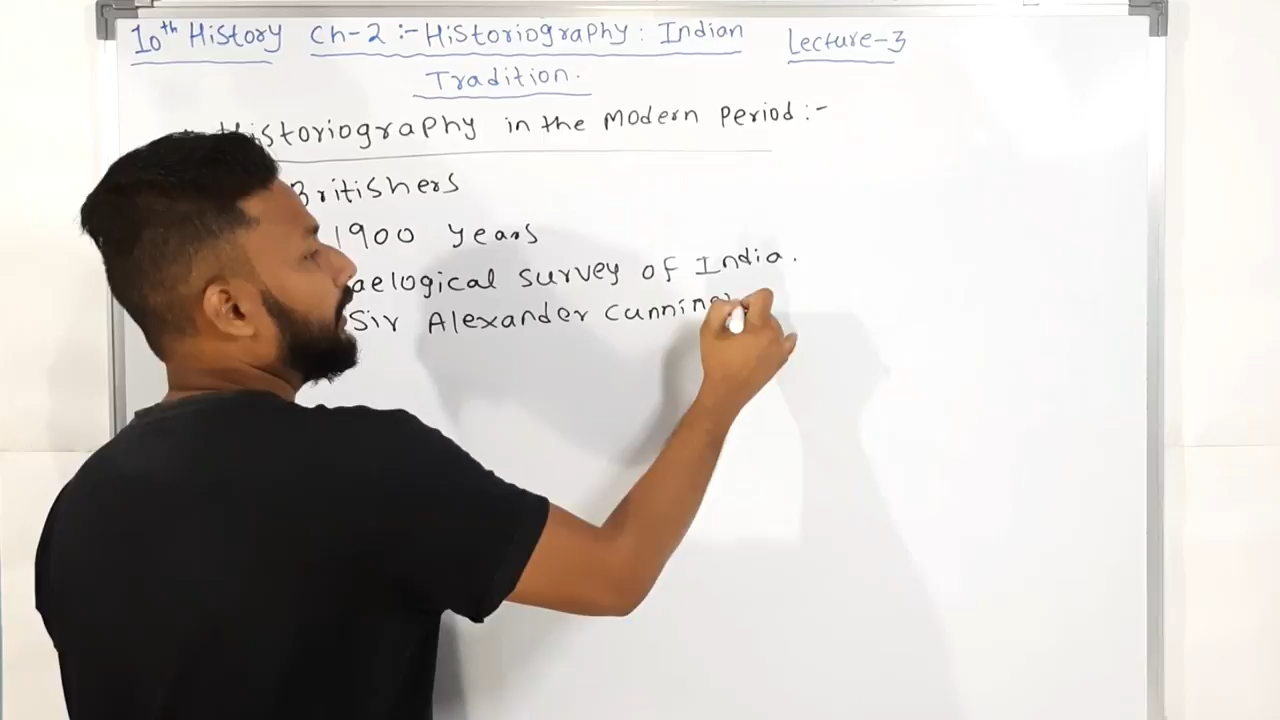 10th History Ch-2 :- Historiography : Indian Lecture-3
Tradition.
Historiography in the Modern Period :-
Britishers
1900 years
aelogical survey of India.
Sir Alexander Cunning